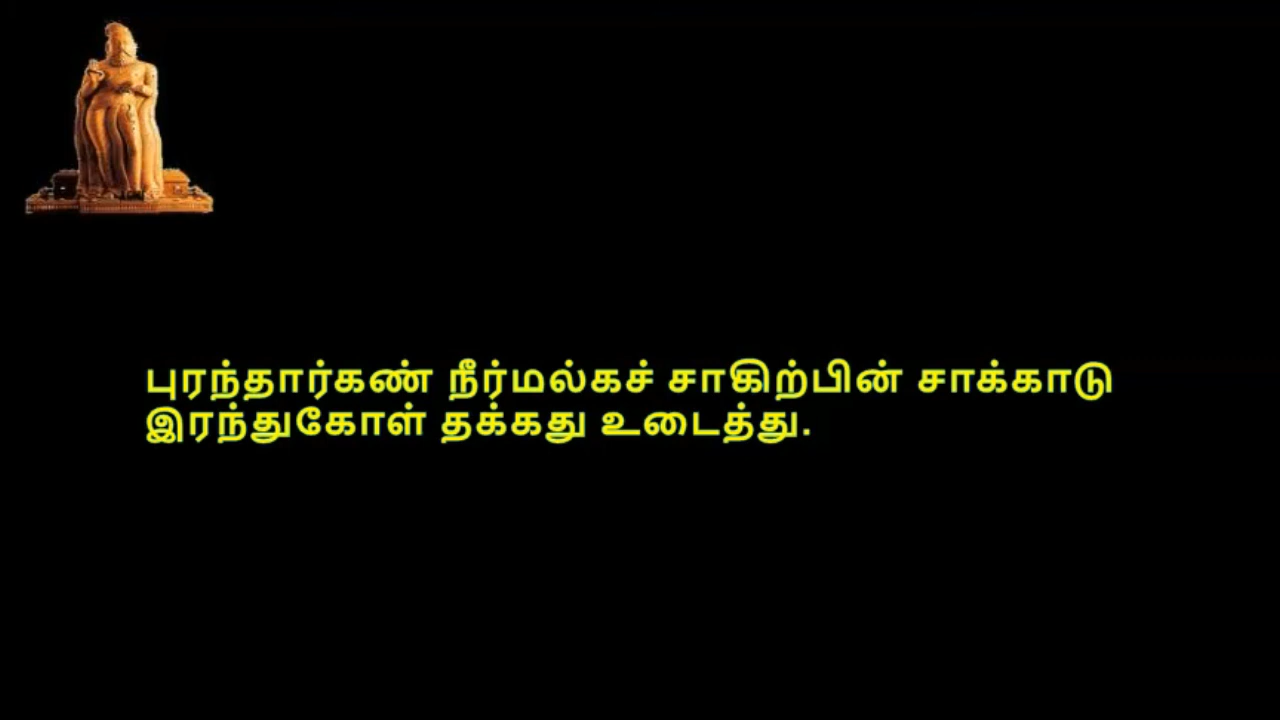 புரந்தார்கண் நீர்மல்கச் சாகிற்பின் சாக்காடு
இரந்துகோள் தக்கது உடைத்து.